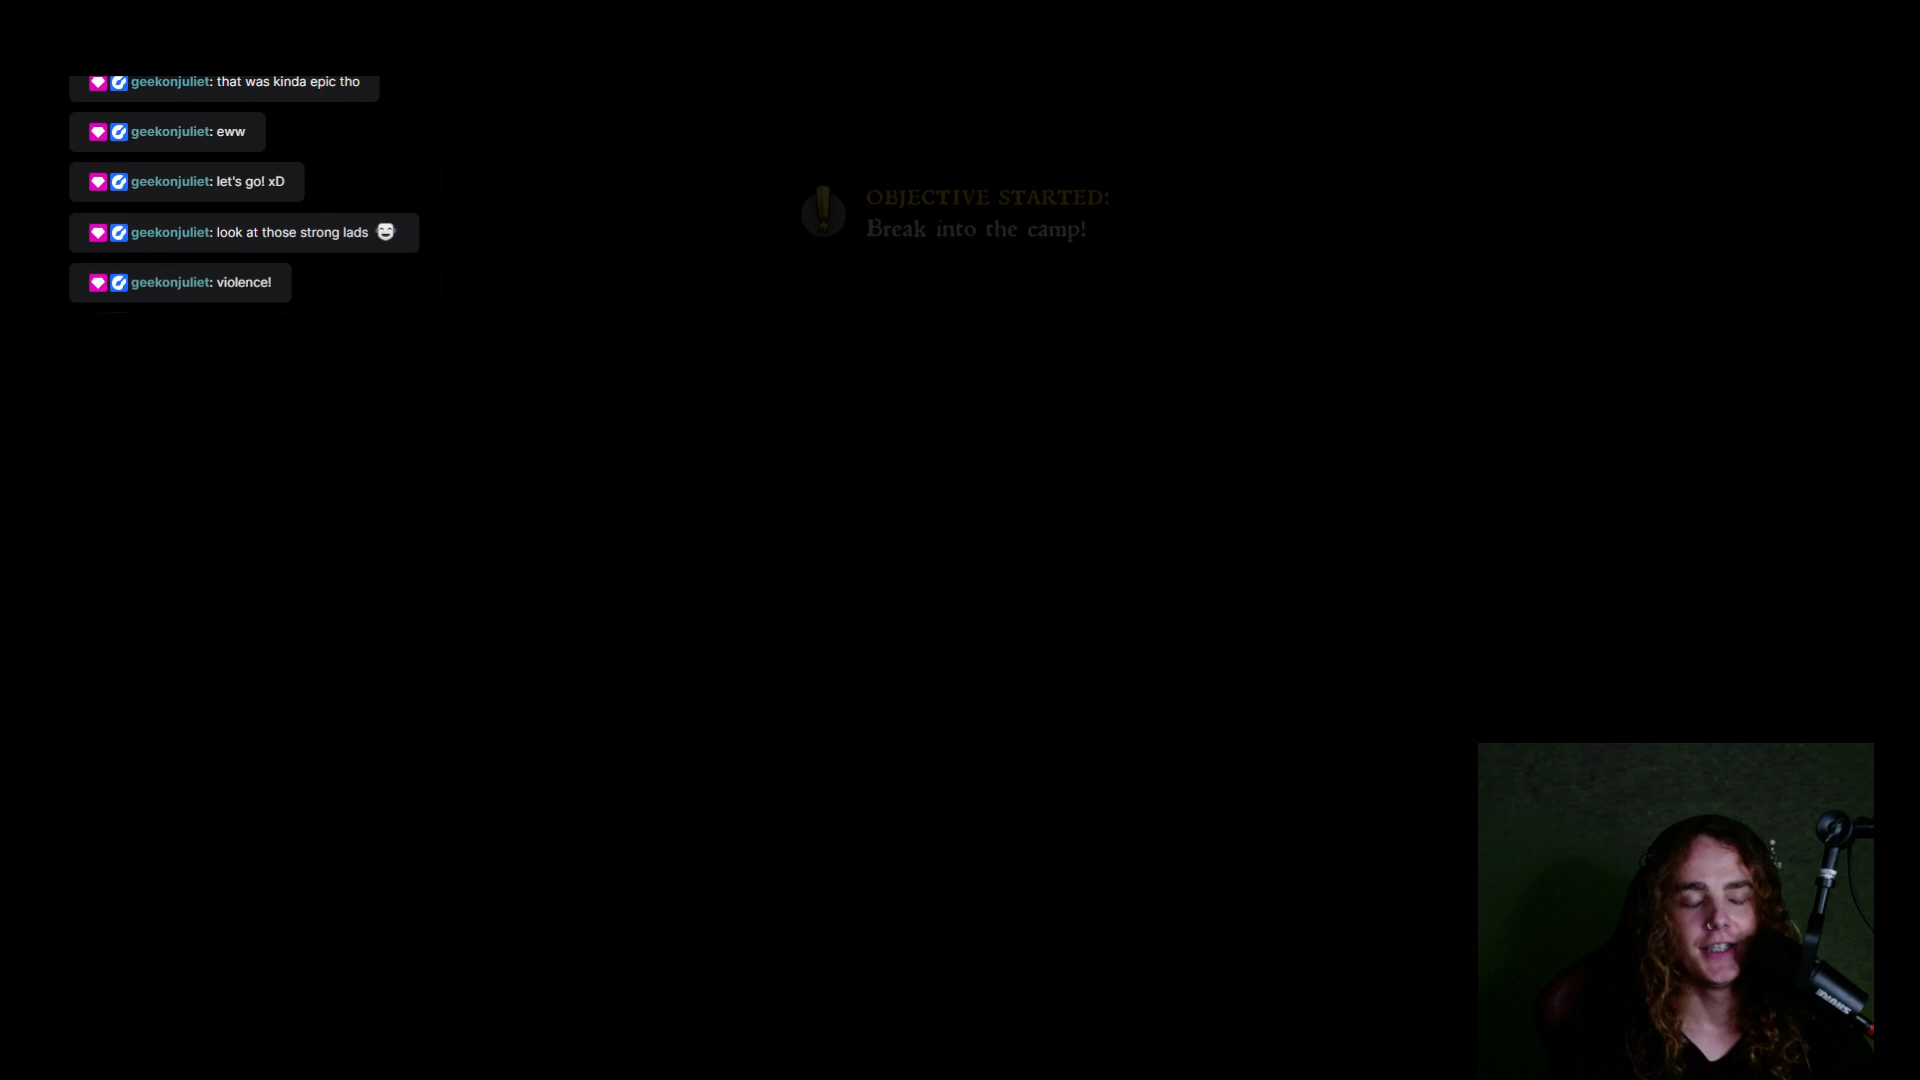 geekonjuliet: that was kinda epic tho
geekonjuliet: eww
geekonjuliet: let's go! xD
geekonjuliet: look at those strong lads
geekonjuliet: violence!
OBJECTIVE STARTED:
Break into the camp!
SHURE